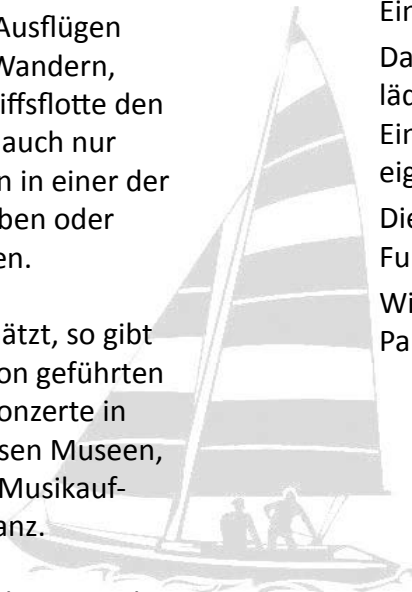 Ausflügen
Wandern,
iffsflotte den
auch nur
n in einer der
ben oder
en.
ätzt, so gibt
on geführten
onzerte in
sen Museen,
Musikauf-
anz.
Ein
Da
läd
Ein
eig
Die
Fu
Wi
Pa